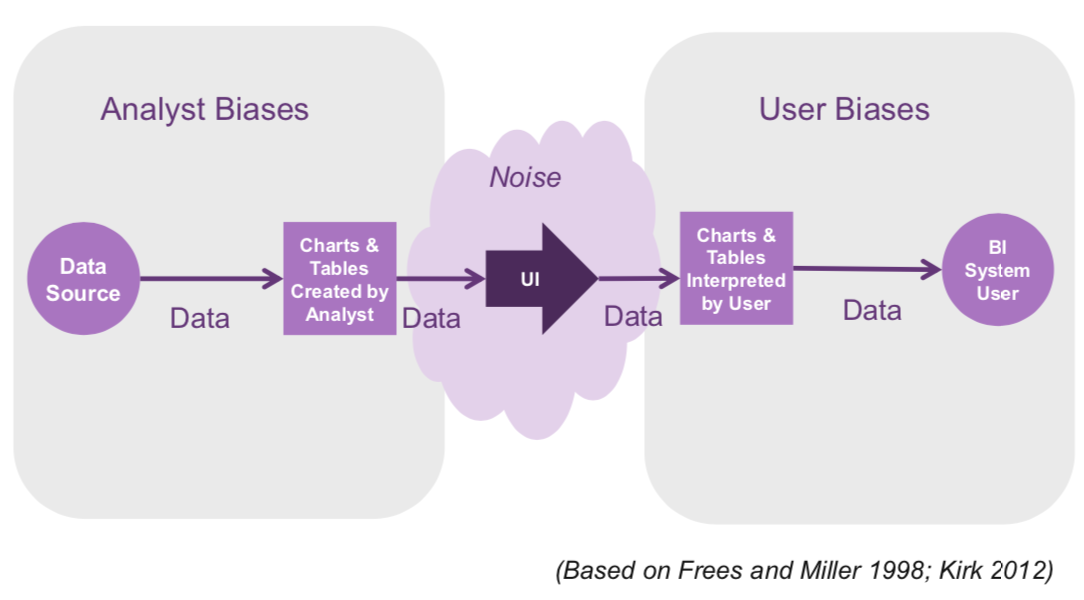 Analyst Biases
User Biases
Noise
Data
Source
Data
Charts &
Tables
Created by
Analyst
Data
UI
Data
Charts &
Tables
Interpreted
by User
Data
BI
System
User
(Based on Frees and Miller 1998; Kirk 2012)